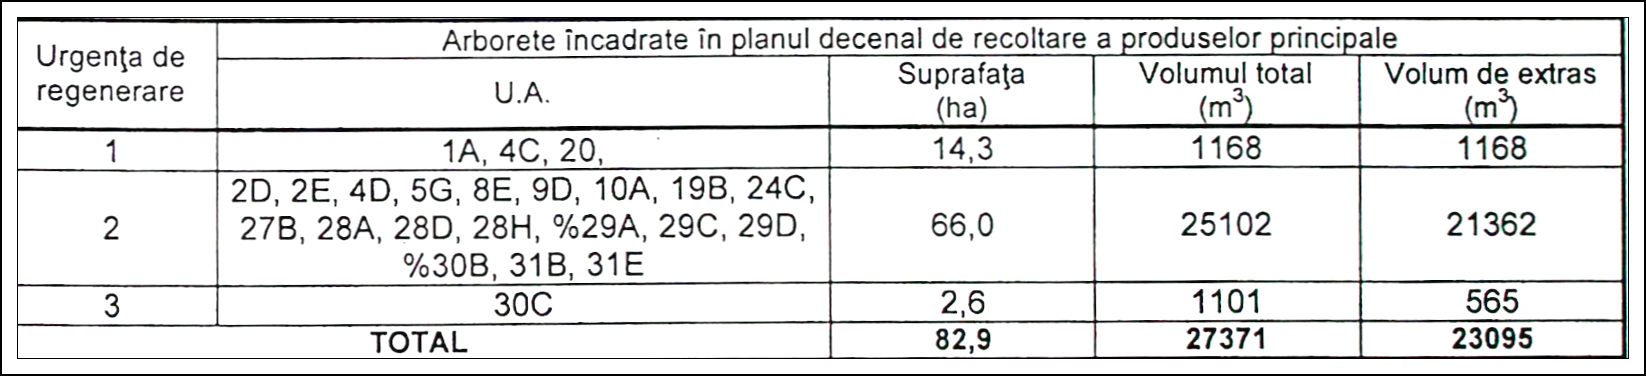 Urgenţa de regenerare | Arborete încadrate în planul decenal de recoltare a produselor principale
U.A. | Suprafaţa (ha) | Volumul total (m³) | Volum de extras (m³)
1 | 1A, 4C, 20, | 14,3 | 1168 | 1168
2 | 2D, 2E, 4D, 5G, 8E, 9D, 10A, 19B, 24C,
27B, 28A, 28D, 28H, %29A, 29C, 29D,
%30B, 31B, 31E | 66,0 | 25102 | 21362
3 | 30C | 2,6 | 1101 | 565
TOTAL | 82,9 | 27371 | 23095